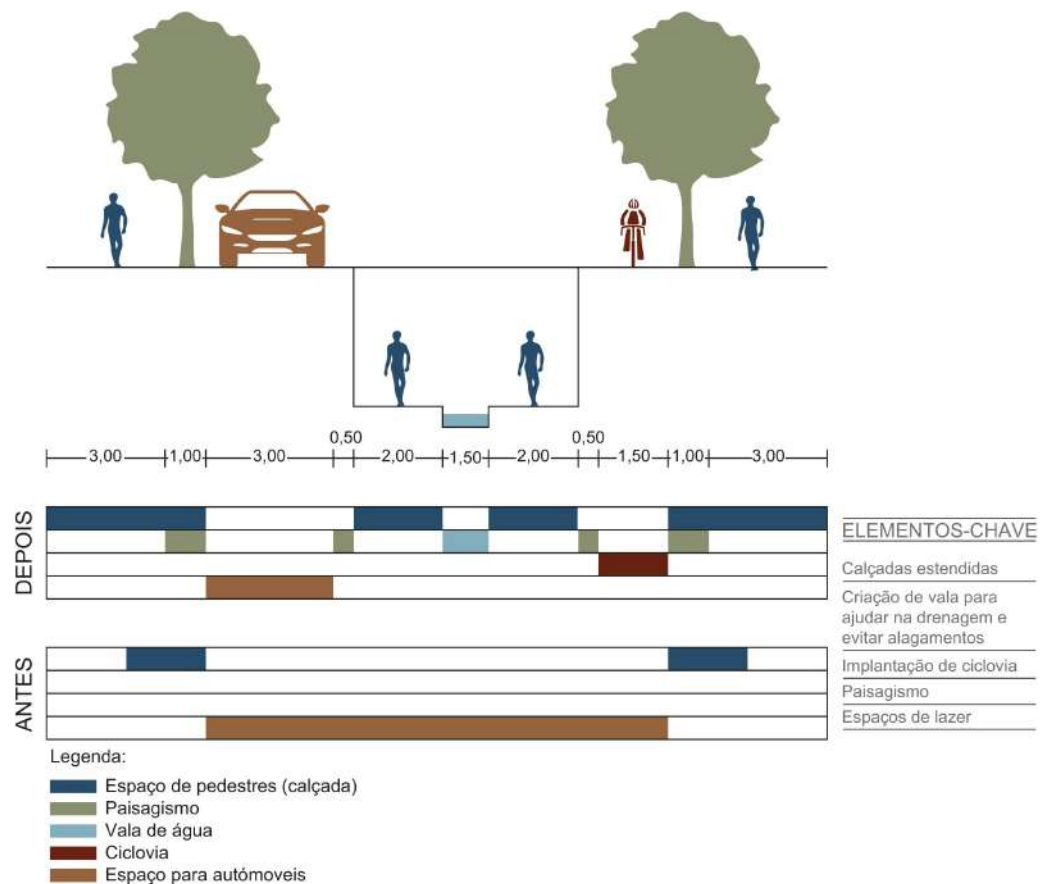 0,50 0,50
3,00 1,00 3,00 2,00 1,50 2,00 1,50 1,00 3,00
DEPOIS
ELEMENTOS-CHAVE
Calçadas estendidas
Criação de vala para
ajudar na drenagem e
evitar alagamentos
Implantação de ciclovia
Paisagismo
Espaços de lazer
ANTES
Legenda:
Espaço de pedestres (calçada)
Paisagismo
Vala de água
Ciclovia
Espaço para autómoveis